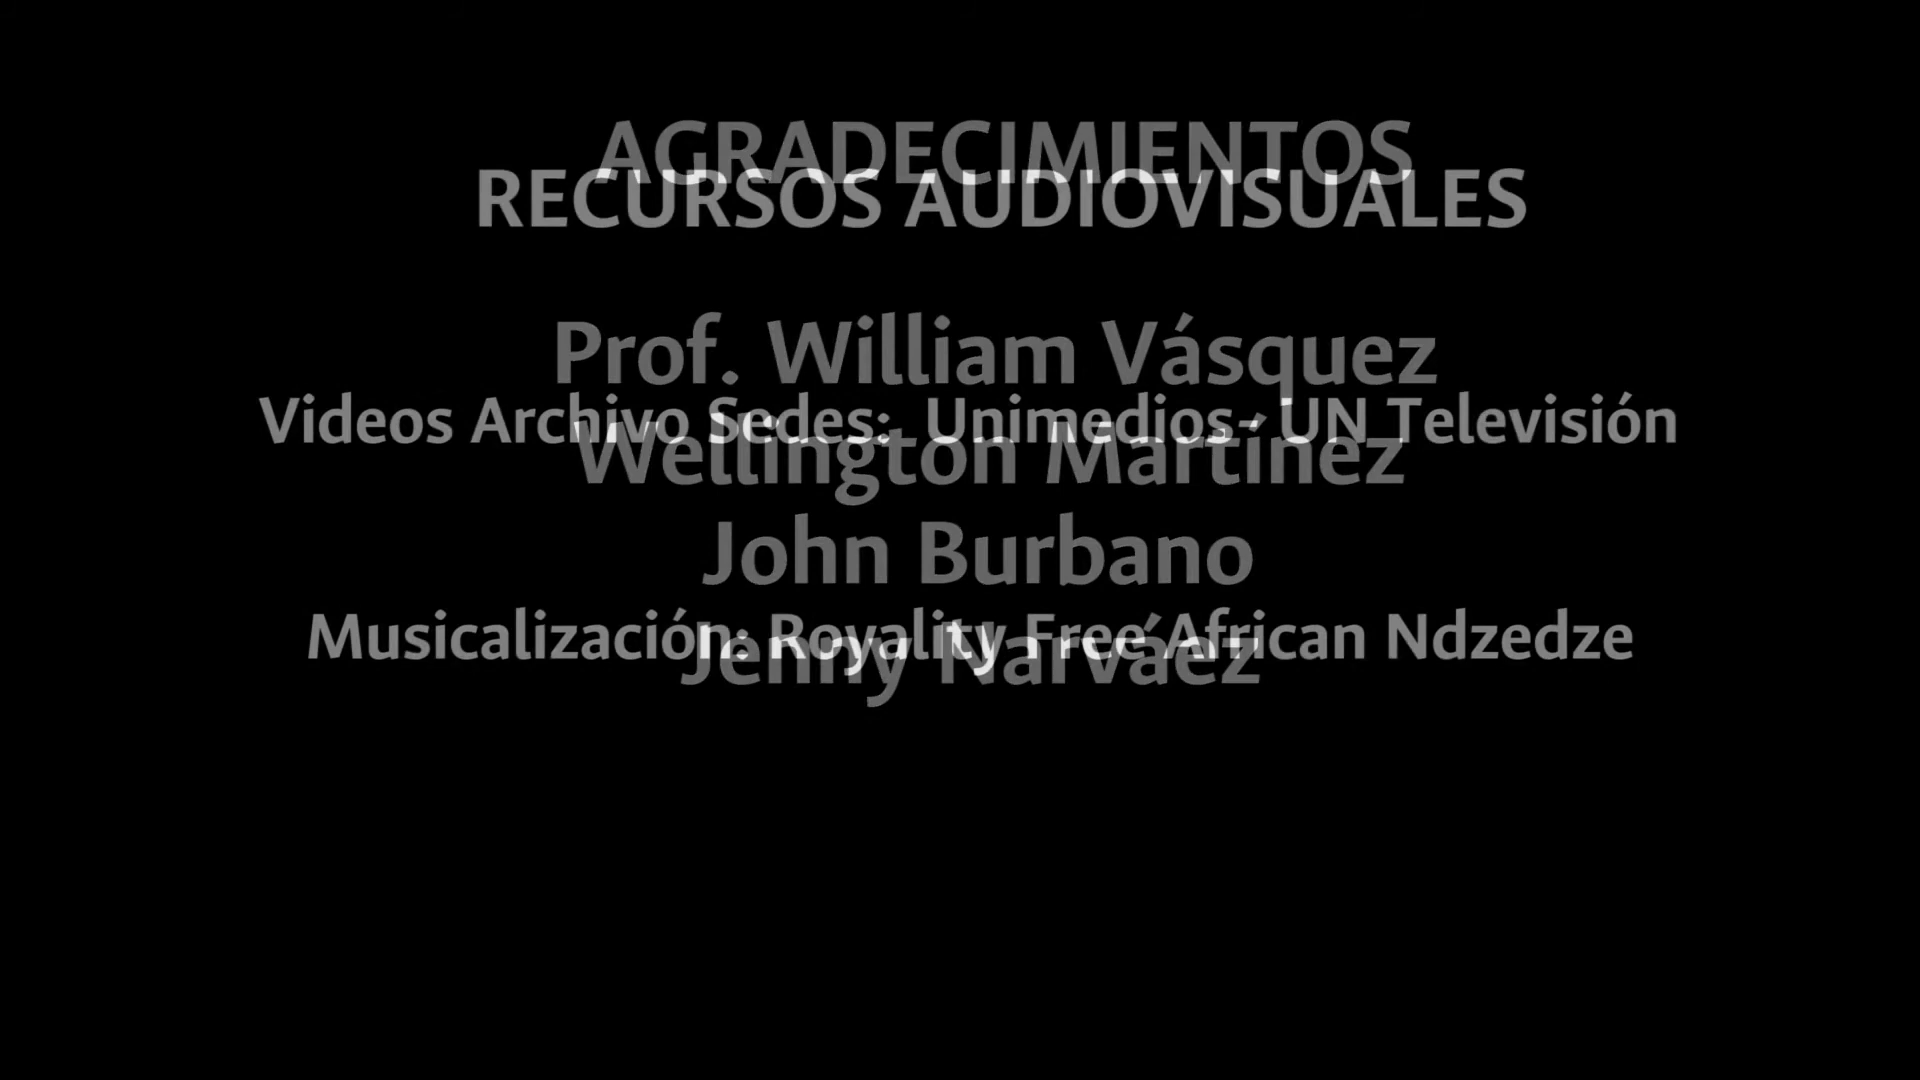 AGRADECIMIENTOS
RECURSOS AUDIOVISUALES
Prof. William Vásquez
Videos Archivo Sedes: Unimedios- UN Televisión
Wellington Martínez
John Burbano
Musicalización: Royality Free African Ndzedze
Jenny Narváez